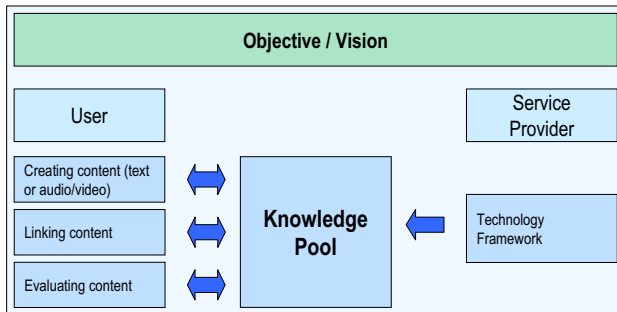 Objective / Vision
User
Service
Provider
Creating content (text
or audio/video)
Linking content
Evaluating content
Knowledge
Pool
Technology
Framework